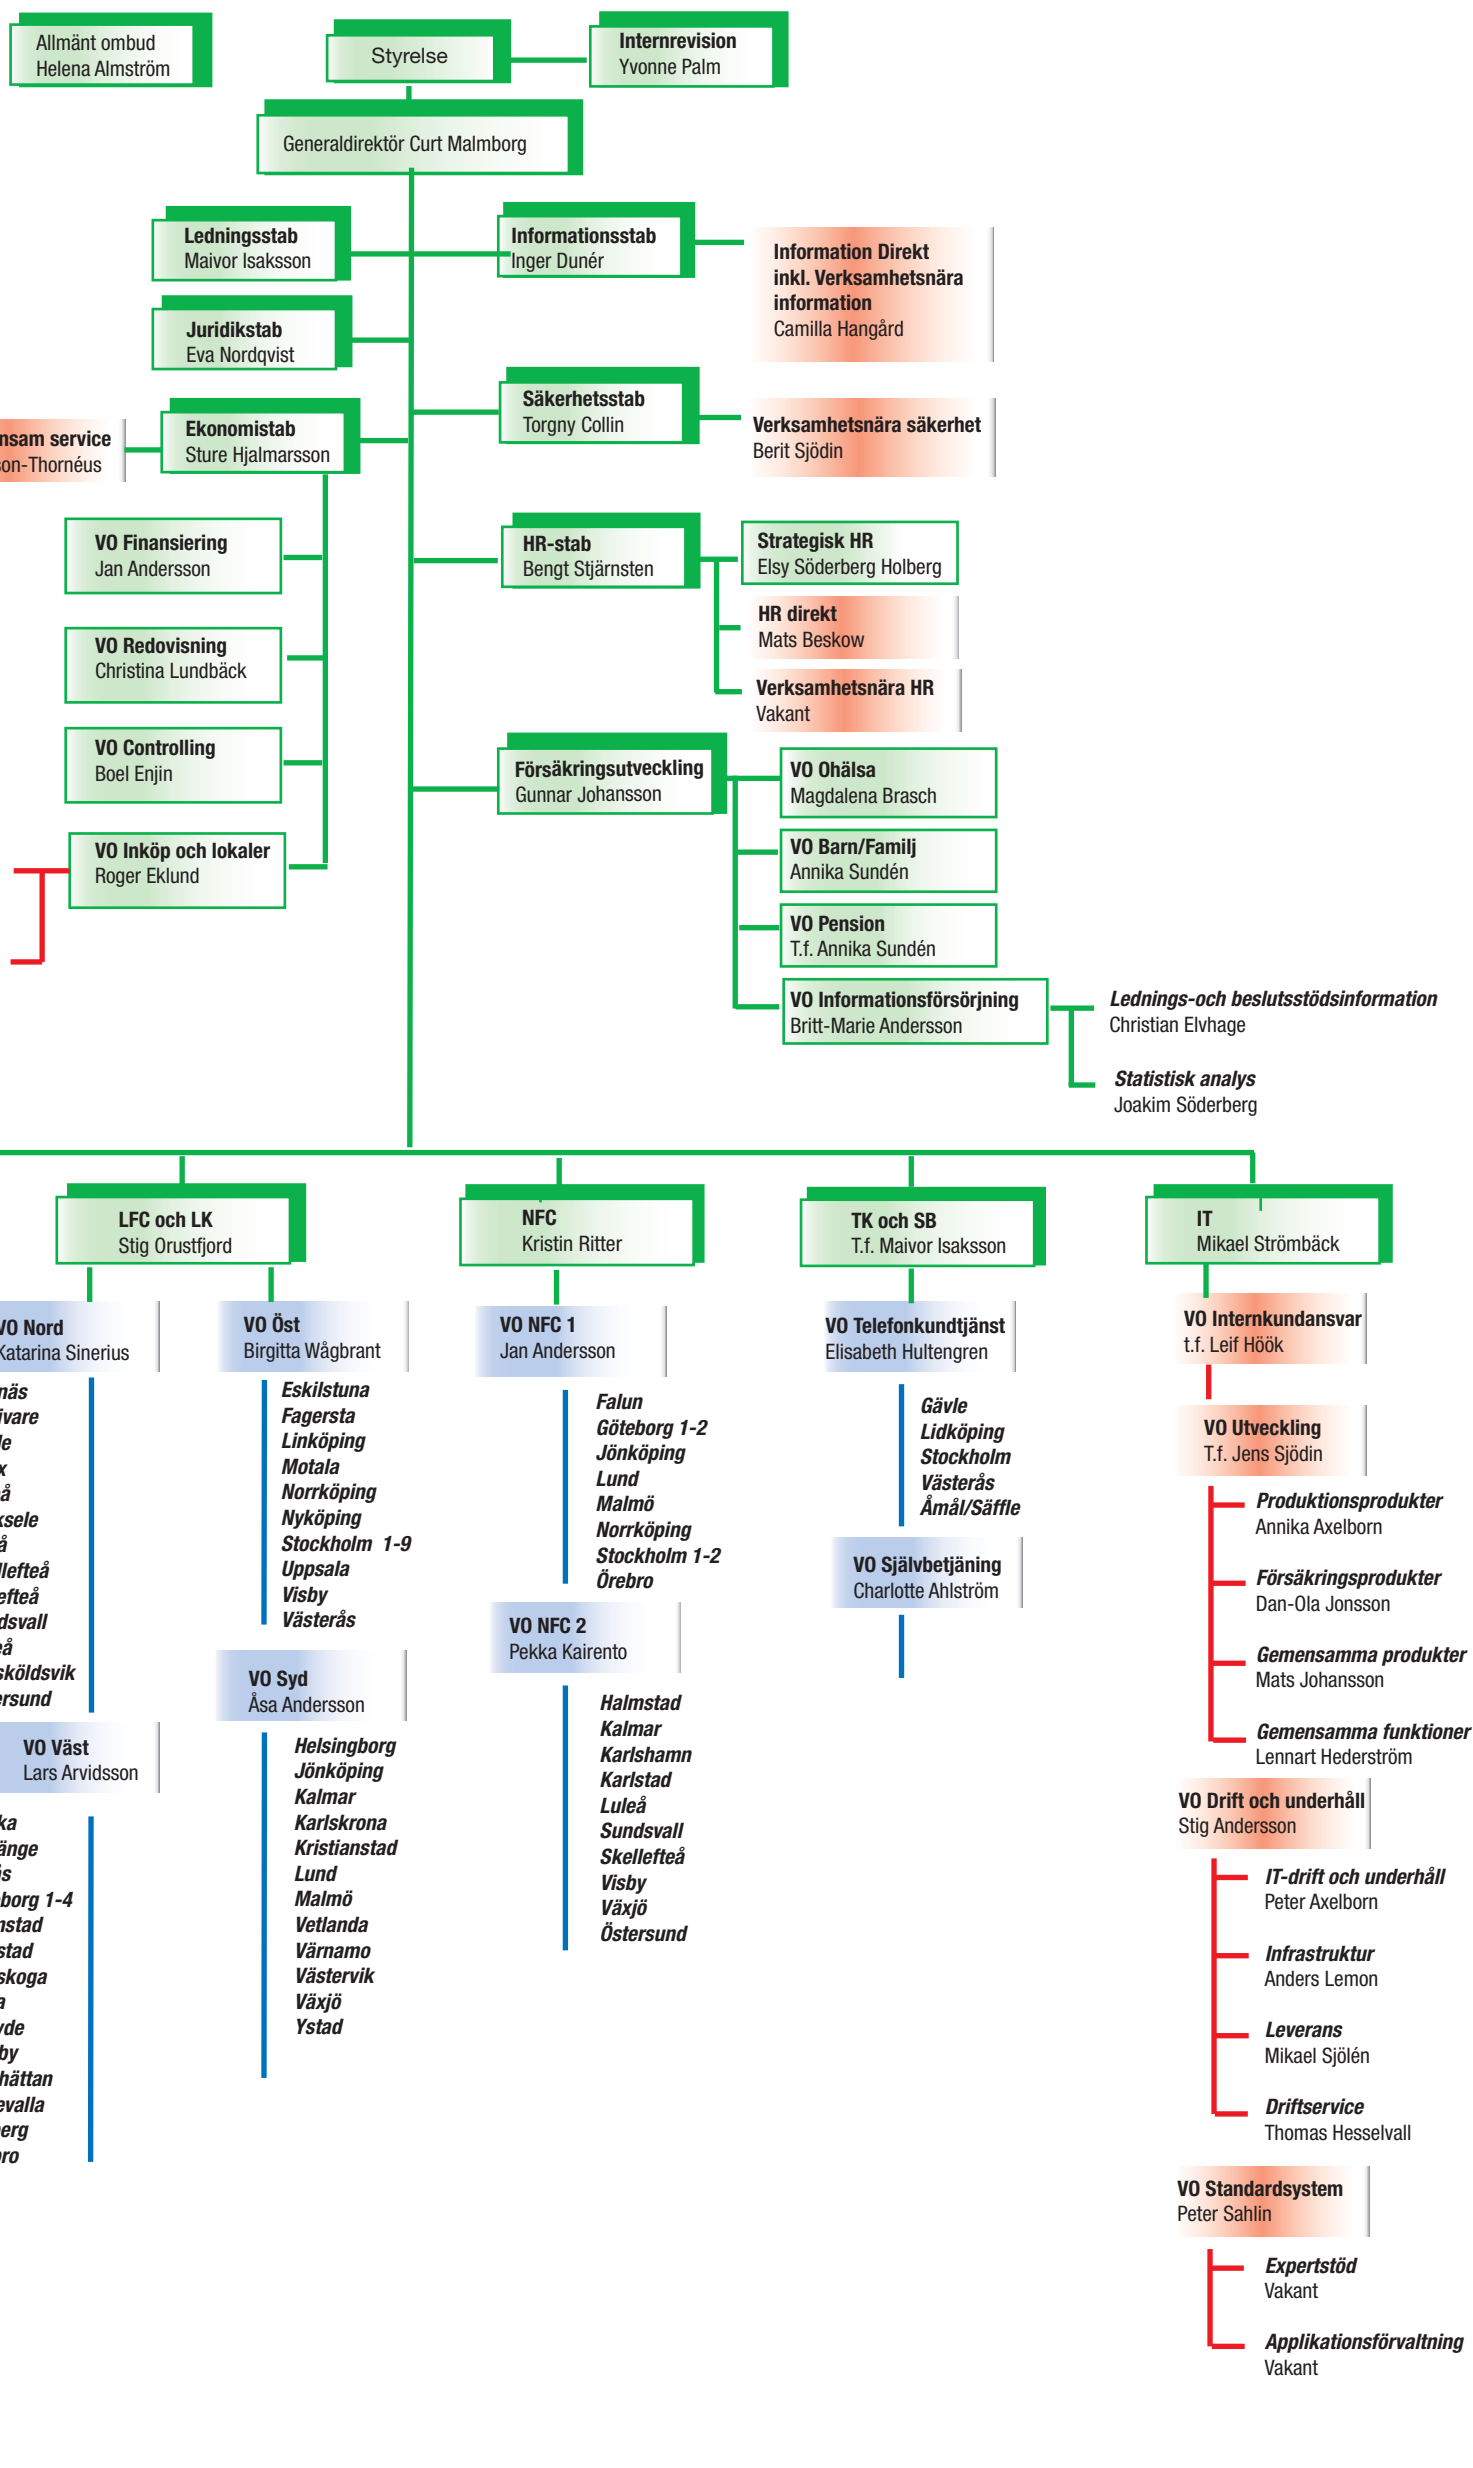 Allmänt ombud
Helena Almström
Styrelse
Internrevision
Yvonne Palm
Generaldirektör Curt Malmborg
Ledningsstab
Maivor Isaksson
Informationsstab
Inger Dunér
Information Direkt
inkl. Verksamhetsnära
information
Camilla Hangård
Juridikstab
Eva Nordqvist
Säkerhetsstab
Torgny Collin
Verksamhetsnära säkerhet
Berit Sjödin
service
Ekonomistab
Sture Hjalmarsson
VO Finansiering
Jan Andersson
VO Redovisning
Christina Lundbäck
VO Controlling
Boel Enjin
VO Inköp och lokaler
Roger Eklund
HR-stab
Bengt Stjärnsten
Strategisk HR
Elsy Söderberg Holberg
HR direkt
Mats Beskow
Verksamhetsnära HR
Vakant
Försäkringsutveckling
Gunnar Johansson
VO Ohälsa
Magdalena Brasch
VO Barn/Familj
Annika Sundén
VO Pension
T.f. Annika Sundén
VO Informationsförsörjning
Britt-Marie Andersson
Lednings-och beslutsstödsinformation
Christian Elvhage
Statistisk analys
Joakim Söderberg
LFC och LK
Stig Orustfjord
VO Nord
Katarina Sinerius
VO Väst
Lars Arvidsson
1-4
VO Öst
Birgitta Wågbrant
Eskilstuna
Fagersta
Linköping
Motala
Norrköping
Nyköping
Stockholm 1-9
Uppsala
Visby
Västerås
VO Syd
Åsa Andersson
Helsingborg
Jönköping
Kalmar
Karlskrona
Kristianstad
Lund
Malmö
Vetlanda
Värnamo
Västervik
Växjö
Ystad
NFC
Kristin Ritter
VO NFC 1
Jan Andersson
Falun
Göteborg 1-2
Jönköping
Lund
Malmö
Norrköping
Stockholm 1-2
Örebro
VO NFC 2
Pekka Kairento
Halmstad
Kalmar
Karlshamn
Karlstad
Luleå
Sundsvall
Skellefteå
Visby
Växjö
Östersund
TK och SB
T.f. Maivor Isaksson
VO Telefonkundtjänst
Elisabeth Hultengren
Gävle
Lidköping
Stockholm
Västerås
Åmål/Säffle
VO Självbetjäning
Charlotte Ahlström
IT
Mikael Strömbäck
VO Internkundansvar
t.f. Leif Höök
VO Utveckling
T.f. Jens Sjödin
Produktionsprodukter
Annika Axelborn
Försäkringsprodukter
Dan-Ola Jonsson
Gemensamma produkter
Mats Johansson
Gemensamma funktioner
Lennart Hederström
VO Drift och underhåll
Stig Andersson
IT-drift och underhåll
Peter Axelborn
Infrastruktur
Anders Lemon
Leverans
Mikael Sjölén
Driftservice
Thomas Hesselvall
VO Standardsystem
Peter Sahlin
Expertstöd
Vakant
Applikationsförvaltning
Vakant